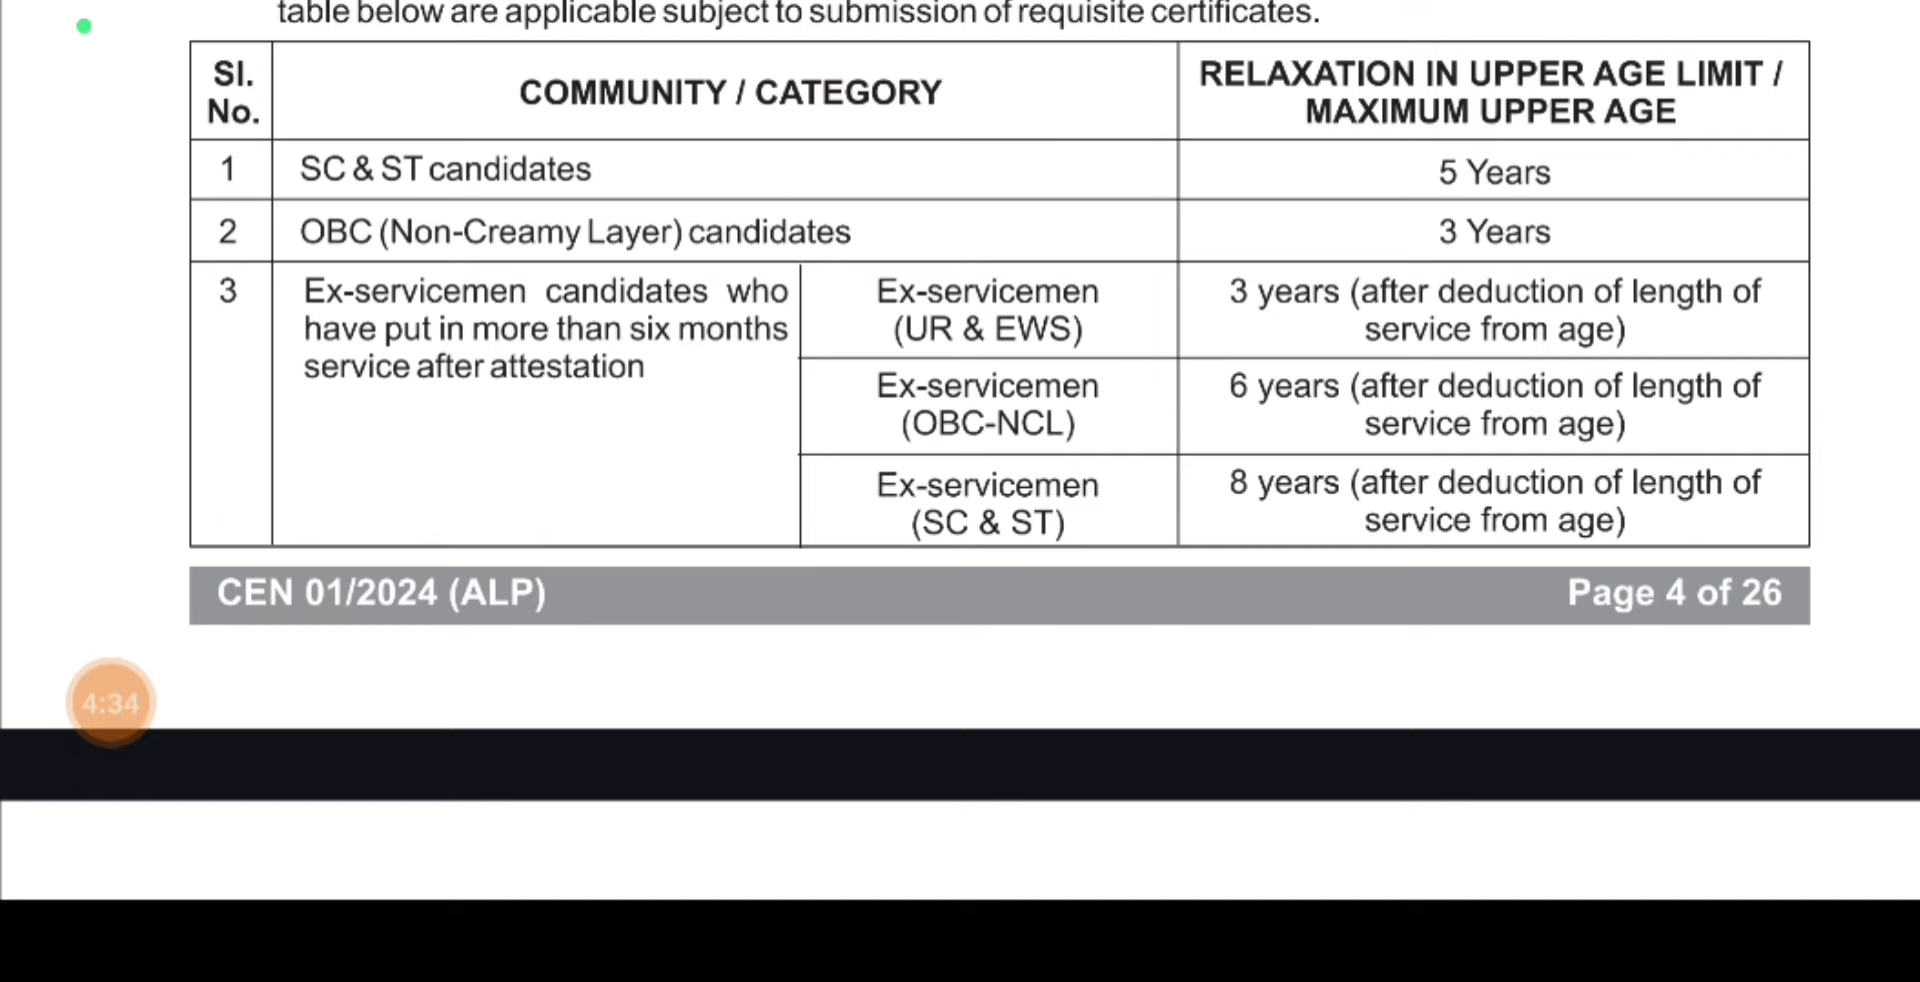 table below are applicable subject to submission of requisite certificates.
Sl.
No.
COMMUNITY / CATEGORY
RELAXATION IN UPPER AGE LIMIT /
MAXIMUM UPPER AGE
1
SC & ST candidates
5 Years
2
OBC (Non-Creamy Layer) candidates
3 Years
3
Ex-servicemen candidates who
have put in more than six months
service after attestation
Ex-servicemen
(UR & EWS)
3 years (after deduction of length of
service from age)
Ex-servicemen
(OBC-NCL)
6 years (after deduction of length of
service from age)
Ex-servicemen
(SC & ST)
8 years (after deduction of length of
service from age)
CEN 01/2024 (ALP)
Page 4 of 26
4:34